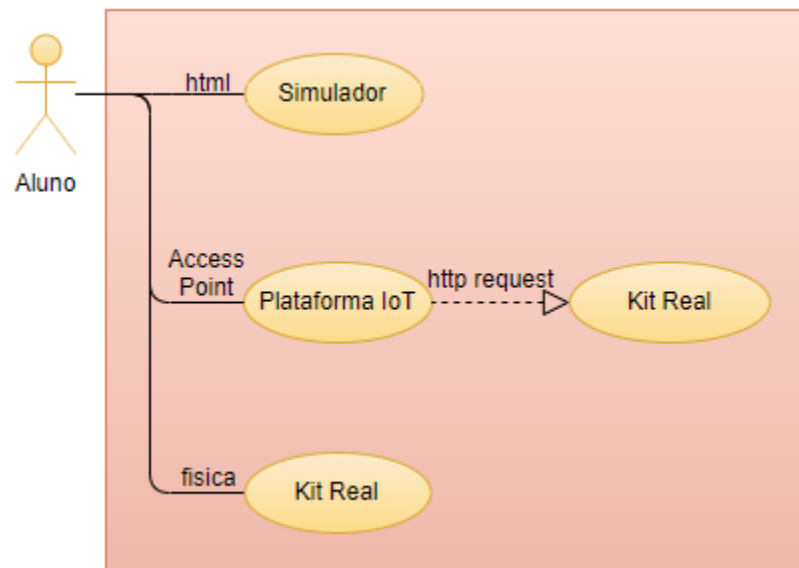 html
Simulador
Aluno
Access
Point
Plataforma IoT
http request
Kit Real
fisica
Kit Real